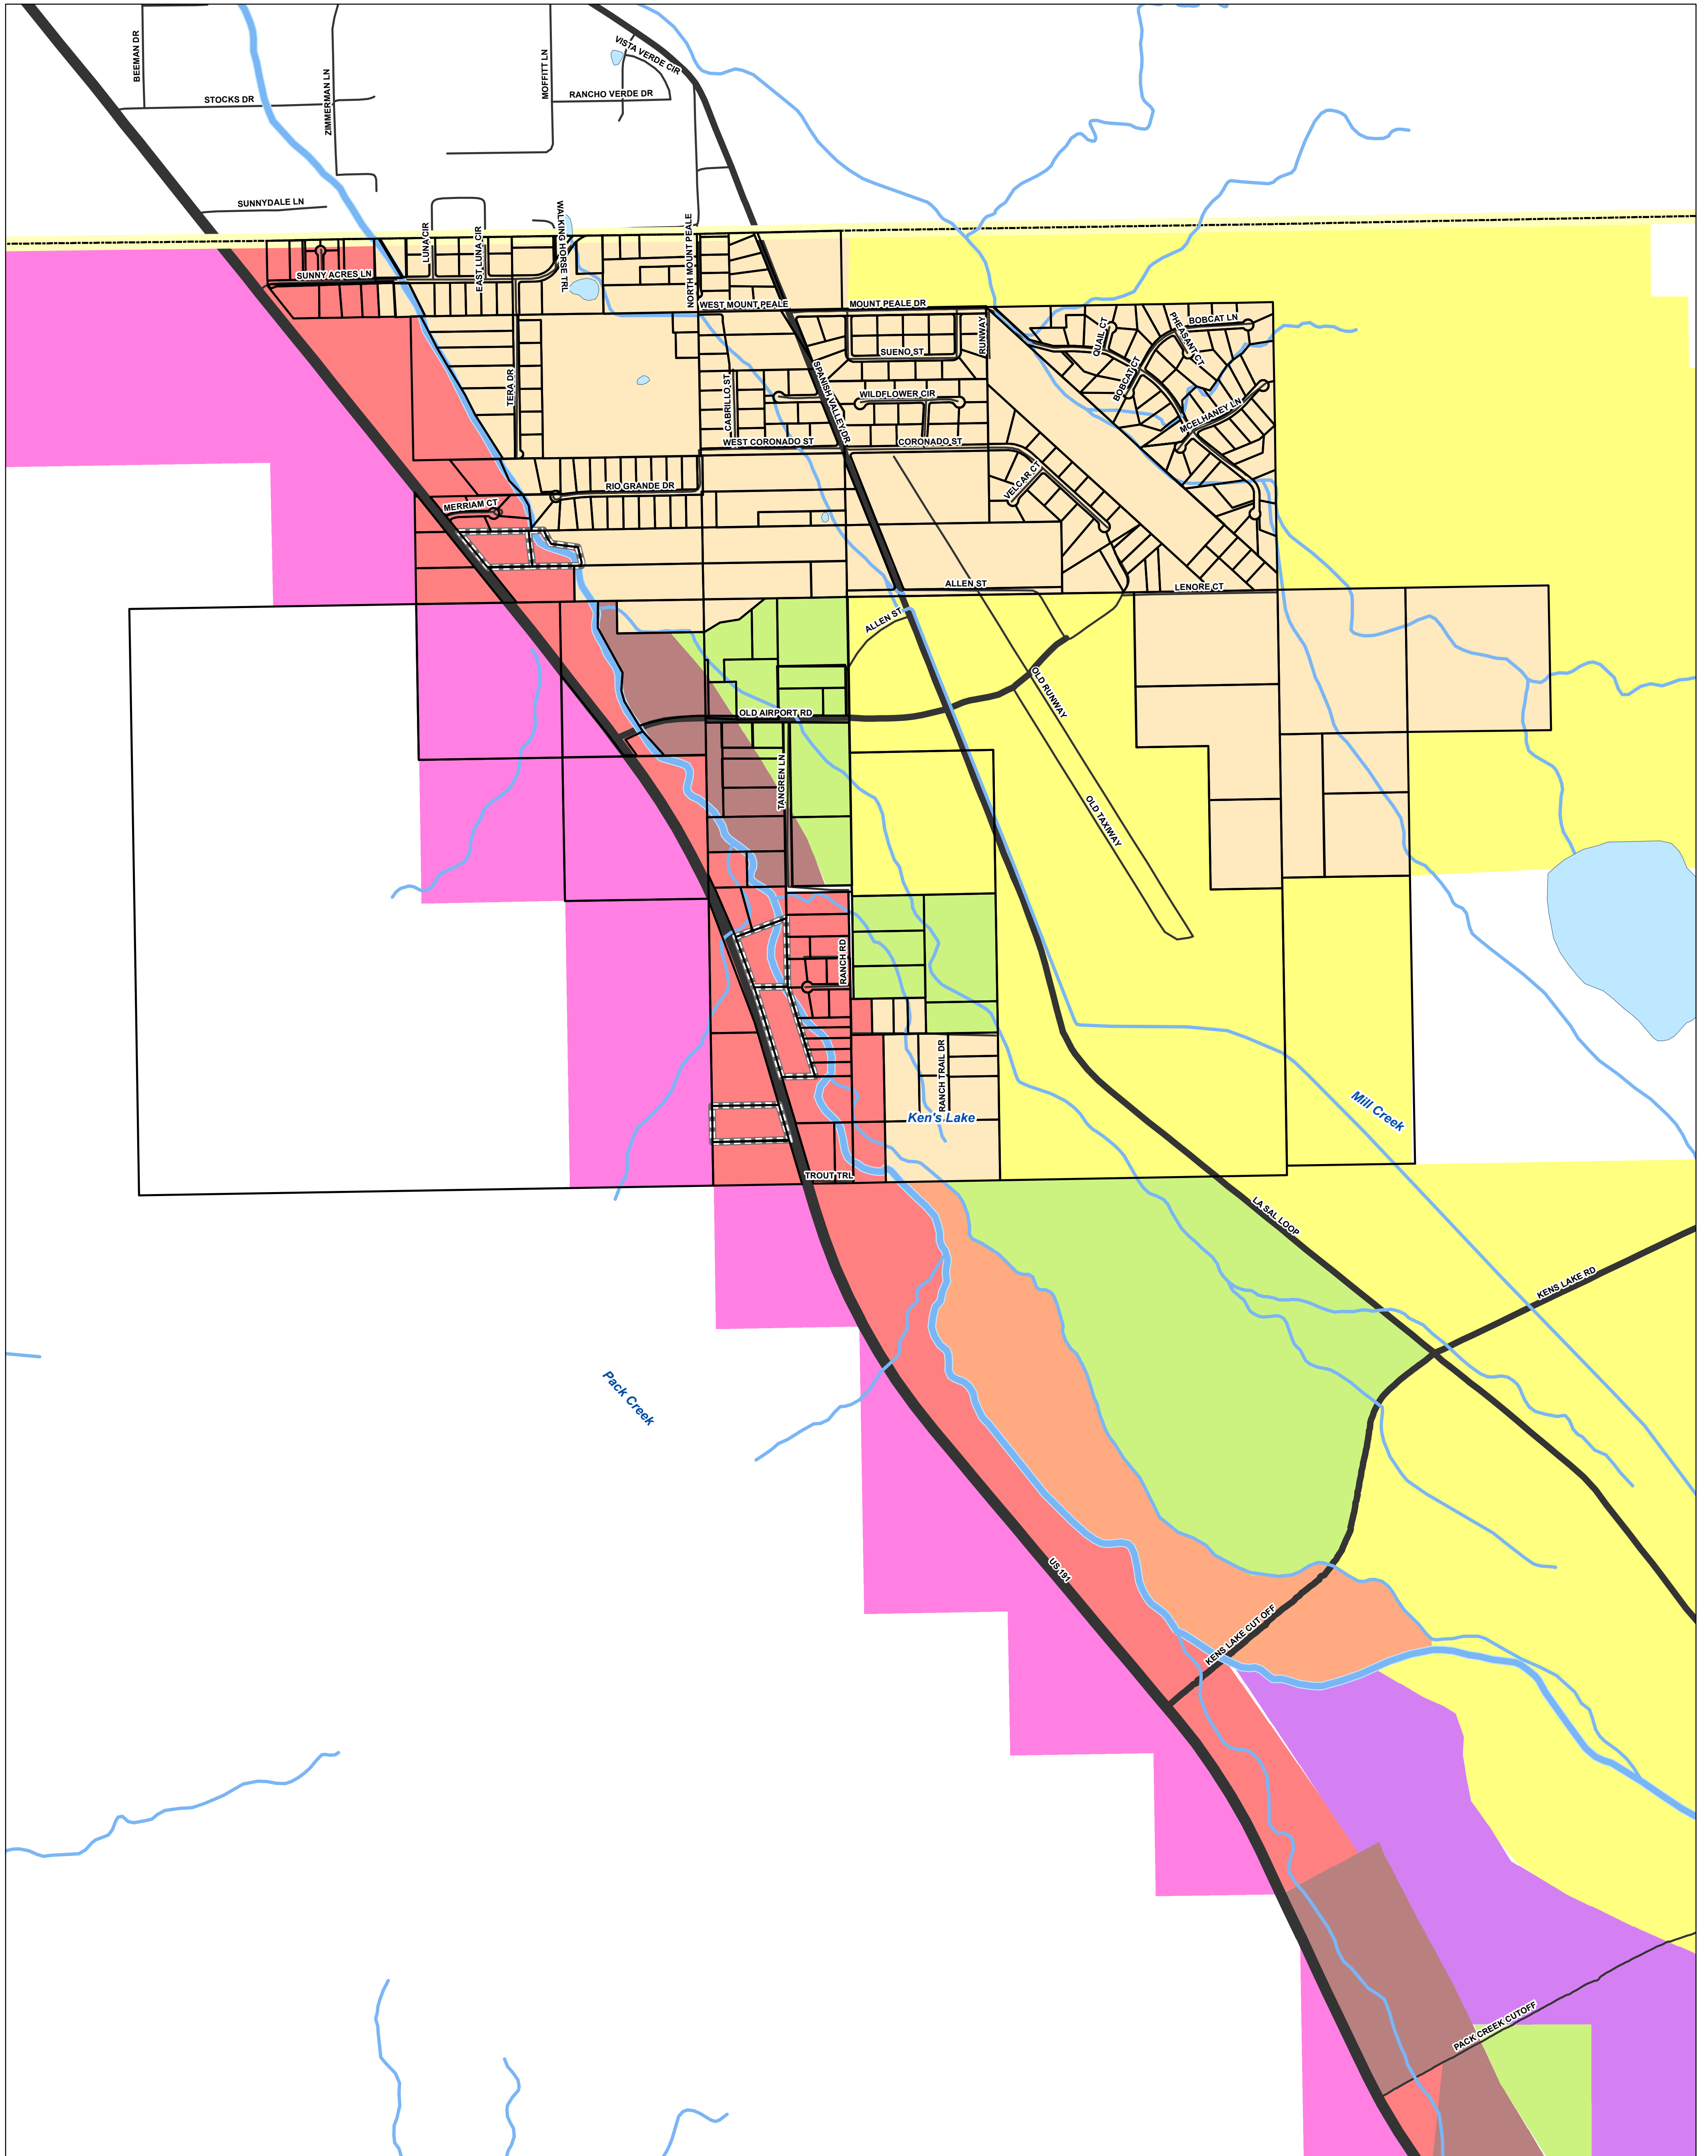 BEEMAN DR
STOCKS DR
ZIMMERMAN LN
MOFFITT LN
VISTA VERDE CIR
RANCHO VERDE DR
SUNNYDALE LN
LUNA CIR
EAST LUNA CIR
WALKING HORSE TRL
NORTH MOUNT PEALE
SUNNY ACRES LN
WEST MOUNT PEALE
MOUNT PEALE DR
RUNWAY
QUAIL CT
PHEASANT CT
BOBCAT LN
SUENO ST
BOBCAT CT
TERA DR
CABRILLO ST
SPANISH VALLEY DR
WILDFLOWER CIR
MCELHANEY LN
WEST CORONADO ST
CORONADO ST
RIO GRANDE DR
VELCAR CT
MERRIAM CT
ALLEN ST
LENORE CT
ALLEN ST
OLD RUNWAY
OLD AIRPORT RD
TANGREN LN
OLD TAXIWAY
RANCH RD
RANCH TRAIL DR
Ken's Lake
Mill Creek
TROUT TRL
LA SAL LOOP
KENS LAKE RD
Pack Creek
US 191
KENS LAKE CUT OFF
PACK CREEK CUTOFF